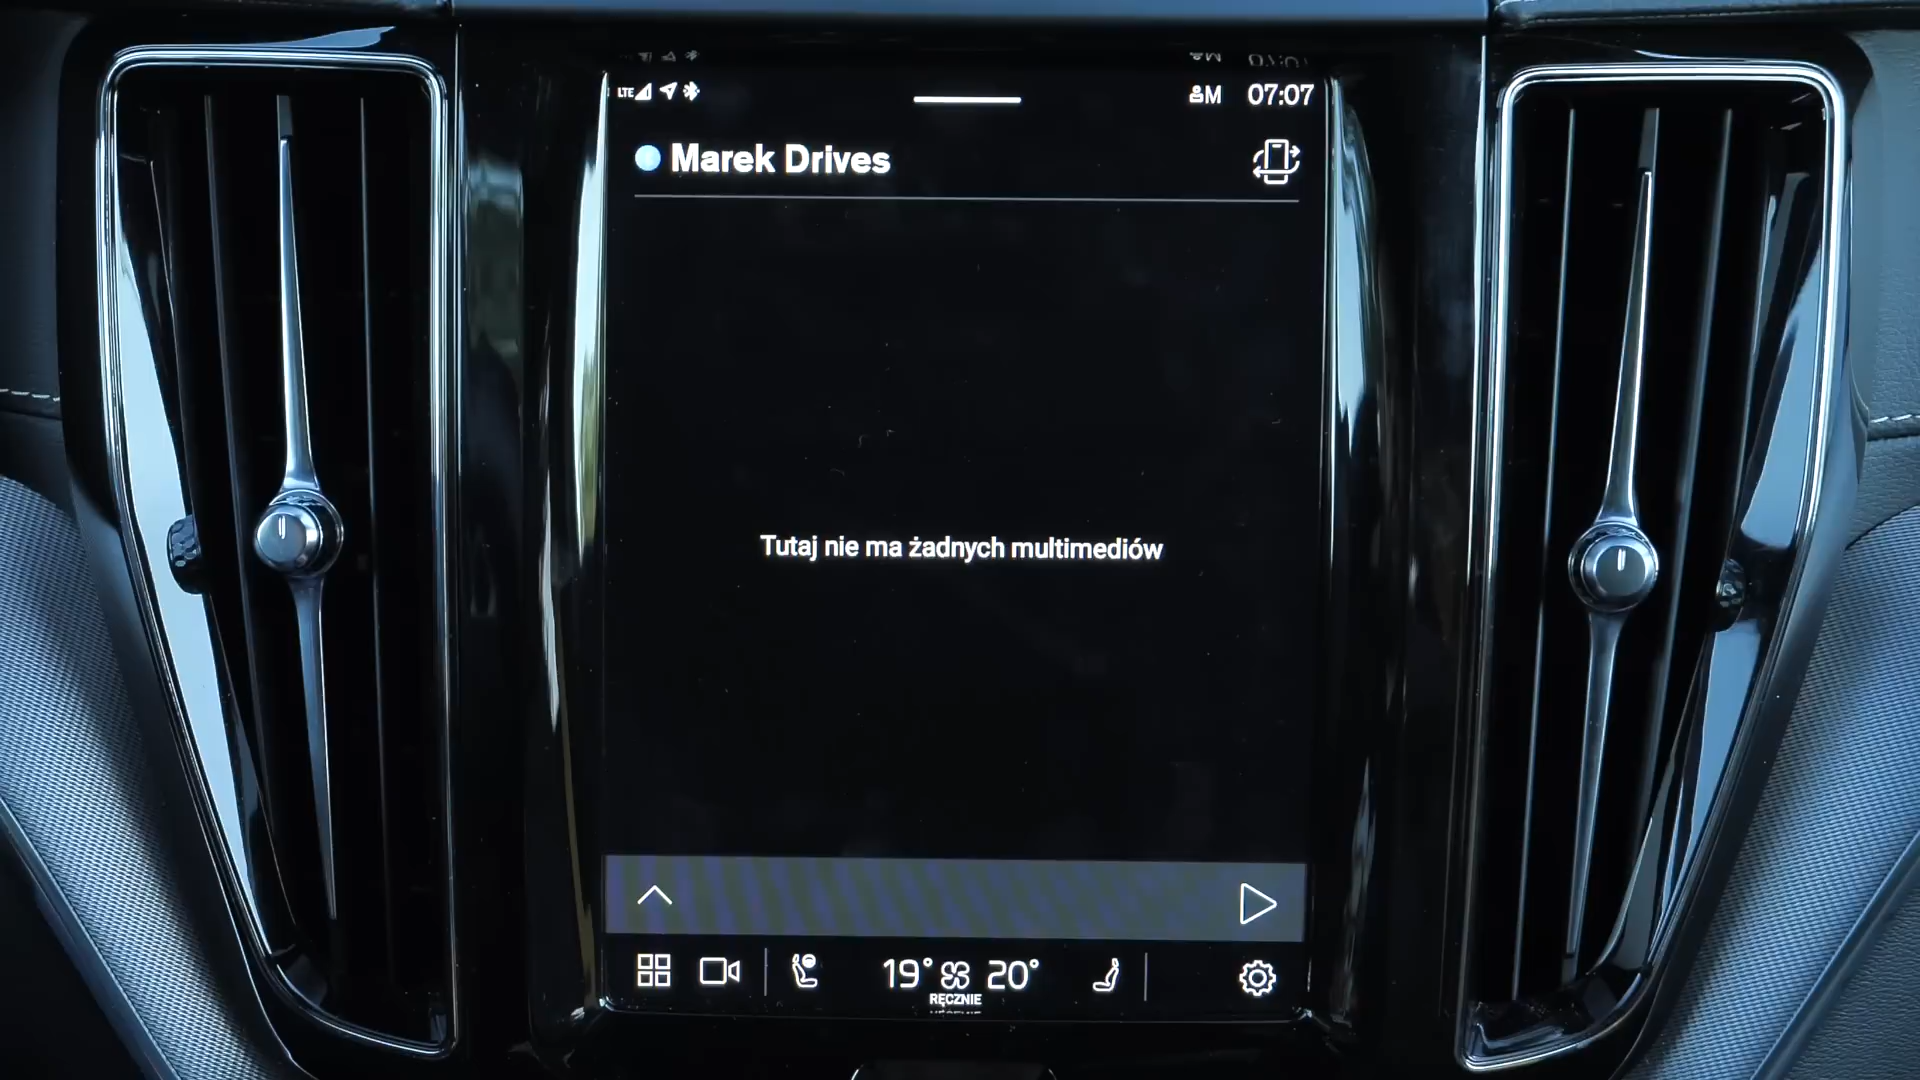 LTE M 07:07
Marek Drives
Tutaj nie ma żadnych multimediów
19° 20°
RĘCZNIE